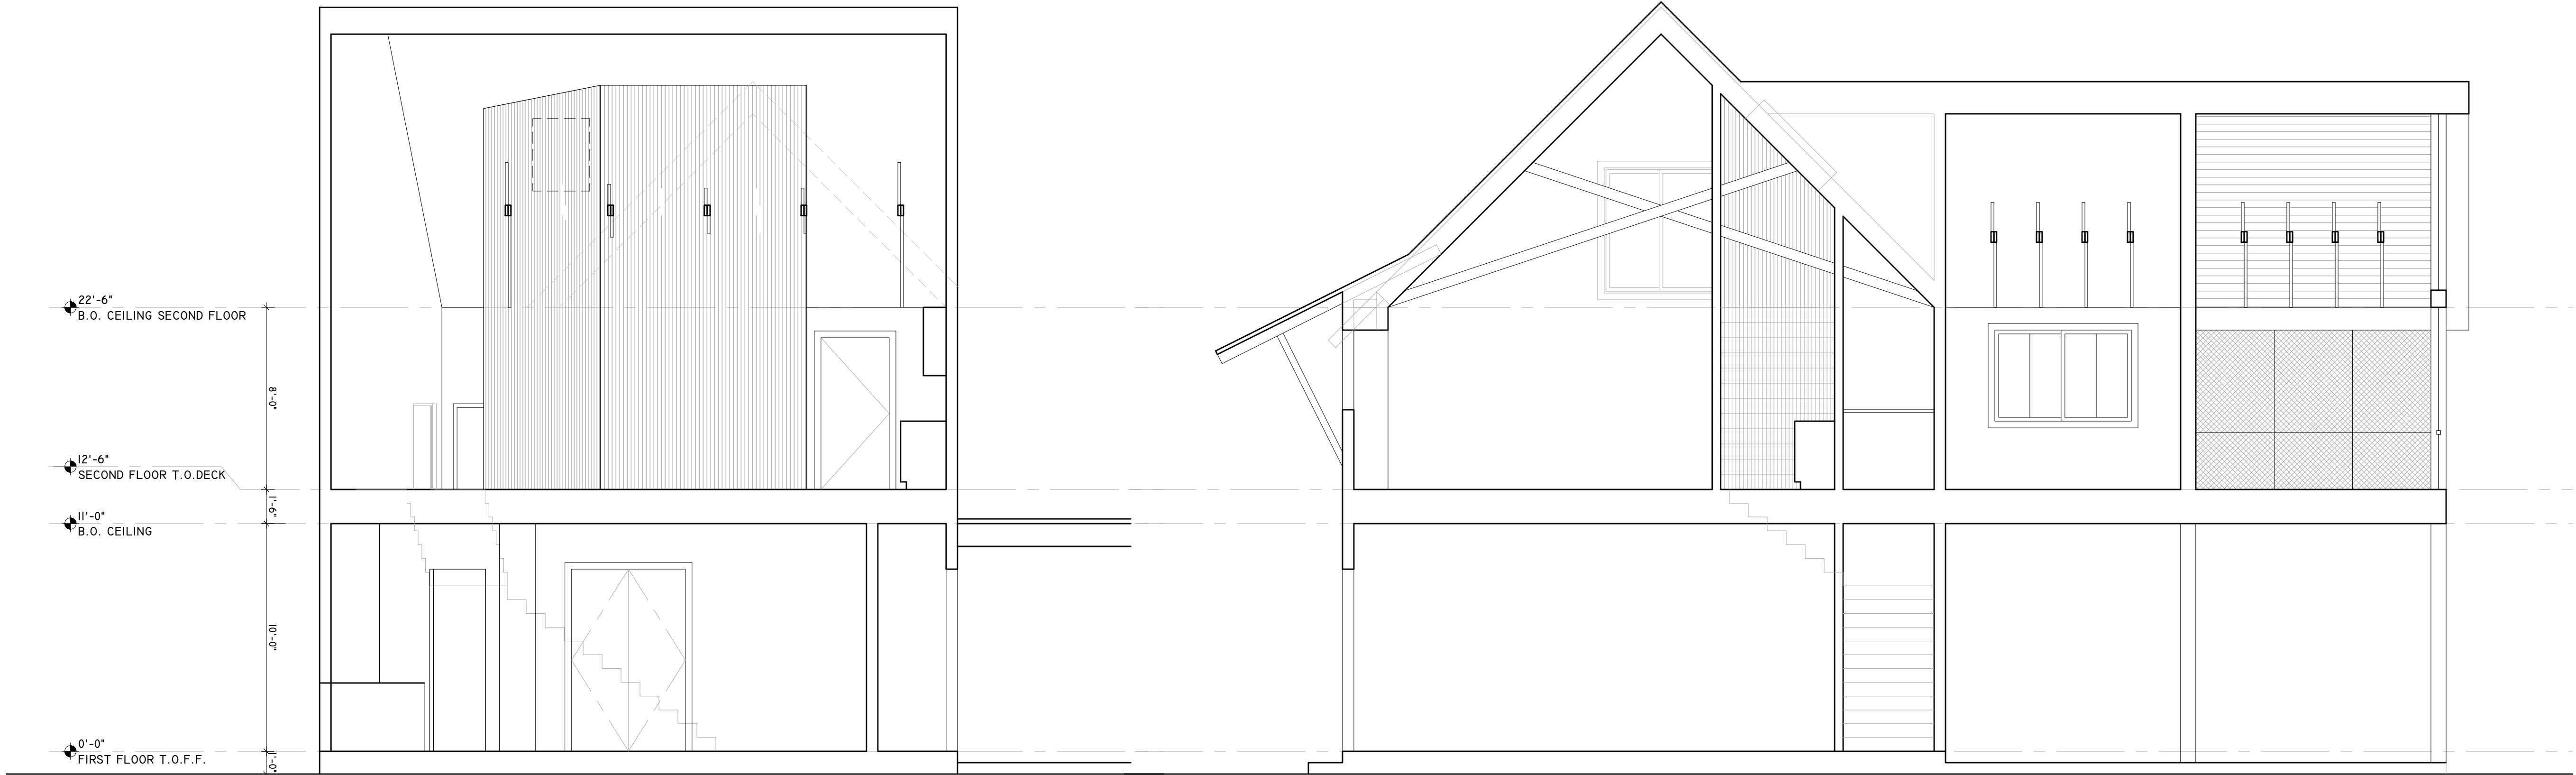 22'-6"
B.O. CEILING SECOND FLOOR
8'-0"
12'-6"
SECOND FLOOR T.O.DECK
1'-6"
11'-0"
B.O. CEILING
10'-0"
0'-0"
FIRST FLOOR T.O.F.F.
1'-0"